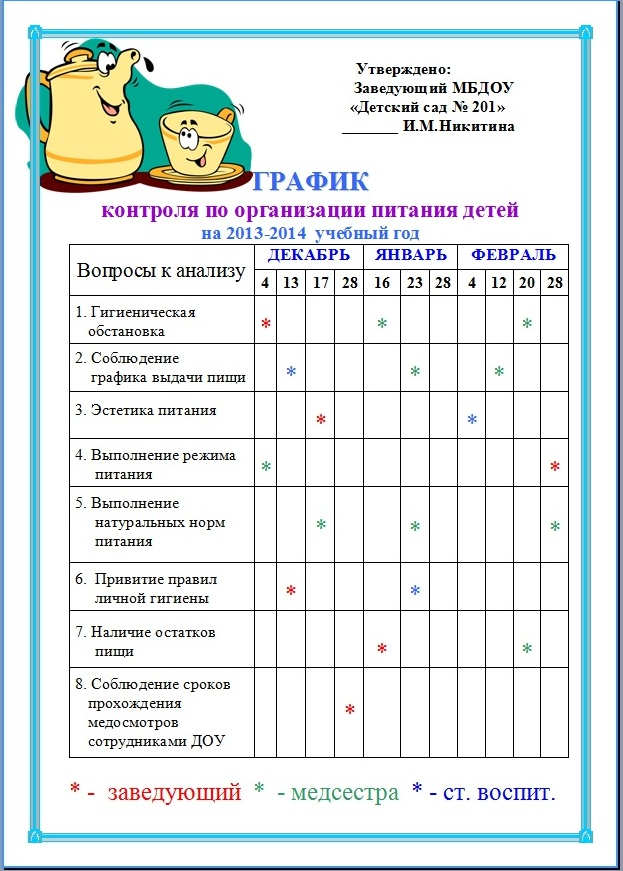 Утверждено:
Заведующий МБДОУ
«Детский сад № 201»
_______ И.М.Никитина
ГРАФИК
контроля по организации питания детей
на 2013-2014 учебный год
Вопросы к анализу ДЕКАБРЬ ЯНВАРЬ ФЕВРАЛЬ
4 13 17 28 16 23 28 4 12 20 28
1. Гигиеническая
обстановка * * *
2. Соблюдение
графика выдачи пищи * * *
3. Эстетика питания * *
4. Выполнение режима
питания * *
5. Выполнение
натуральных норм * * *
питания
6. Привитие правил
личной гигиены * *
7. Наличие остатков
пищи * *
8. Соблюдение сроков
прохождения *
медосмотров
сотрудниками ДОУ
* - заведующий * - медсестра * - ст. воспит.